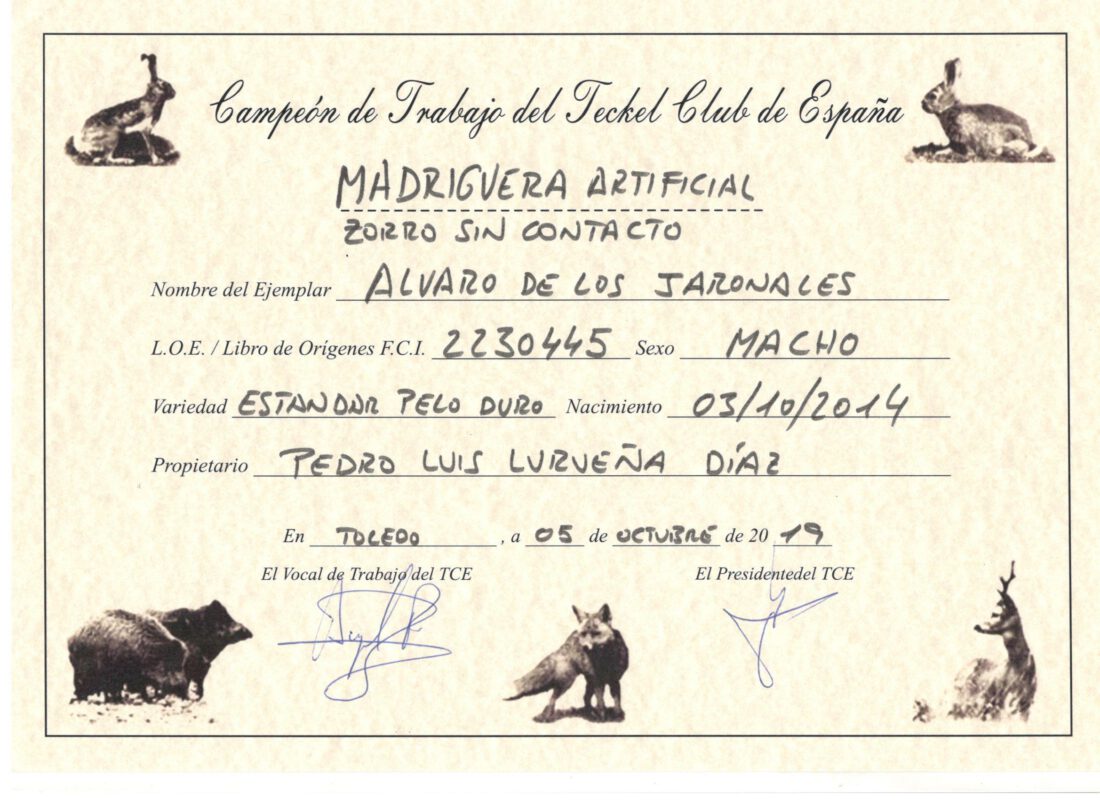 Campeón de Trabajo del Teckel Club de España
MADRIGUERA ARTIFICIAL
ZORRO SIN CONTACTO
Nombre del Ejemplar ALVARO DE LOS JARONALES
L.O.E. / Libro de Orígenes F.C.I. 2230445 Sexo MACHO
Variedad ESTANDAR PELO DURO Nacimiento 03/10/2014
Propietario PEDRO LUIS LURUEÑA DÍAZ
En TOLEDO, a 05 de OCTUBRE de 20 19
El Vocal de Trabajo del TCE El Presidentedel TCE